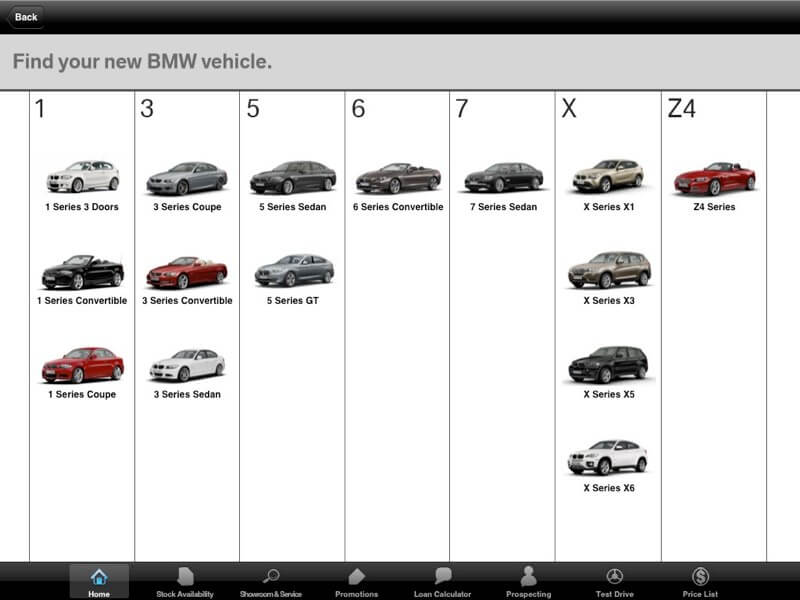 Back
Find your new BMW vehicle.
1 3 5 6 7 X Z4
1 Series 3 Doors 3 Series Coupe 5 Series Sedan 6 Series Convertible 7 Series Sedan X Series X1 Z4 Series
1 Series Convertible 3 Series Convertible 5 Series GT X Series X3
1 Series Coupe 3 Series Sedan X Series X5
X Series X6
Home Stock Availability Showroom & Service Promotions Loan Calculator Prospecting Test Drive Price List